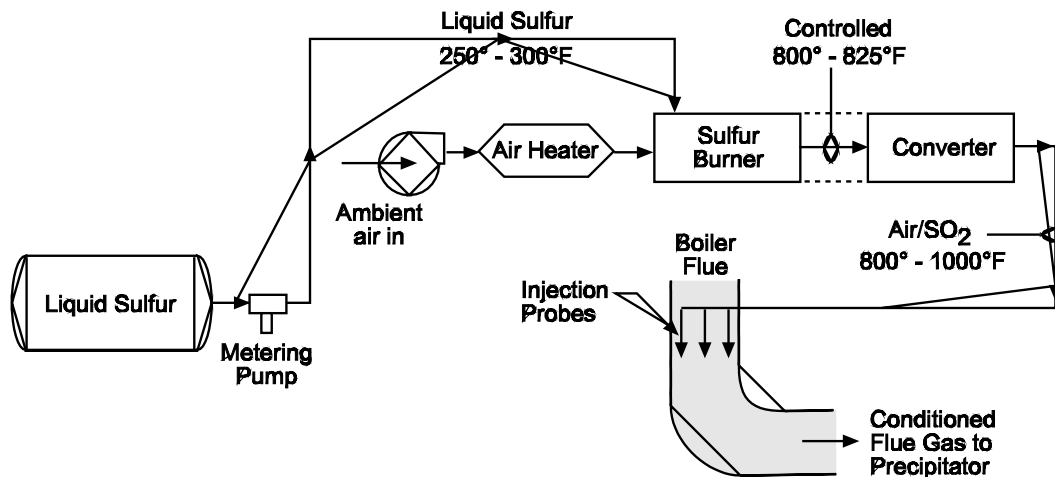 Liquid Sulfur
250° - 300°F
Controlled
800° - 825°F
Air Heater
Sulfur
Burner
Converter
Ambient
air in
Air/SO2
800° - 1000°F
Boiler
Flue
Liquid Sulfur
Injection
Probes
Metering
Pump
Conditioned
Flue Gas to
Precipitator